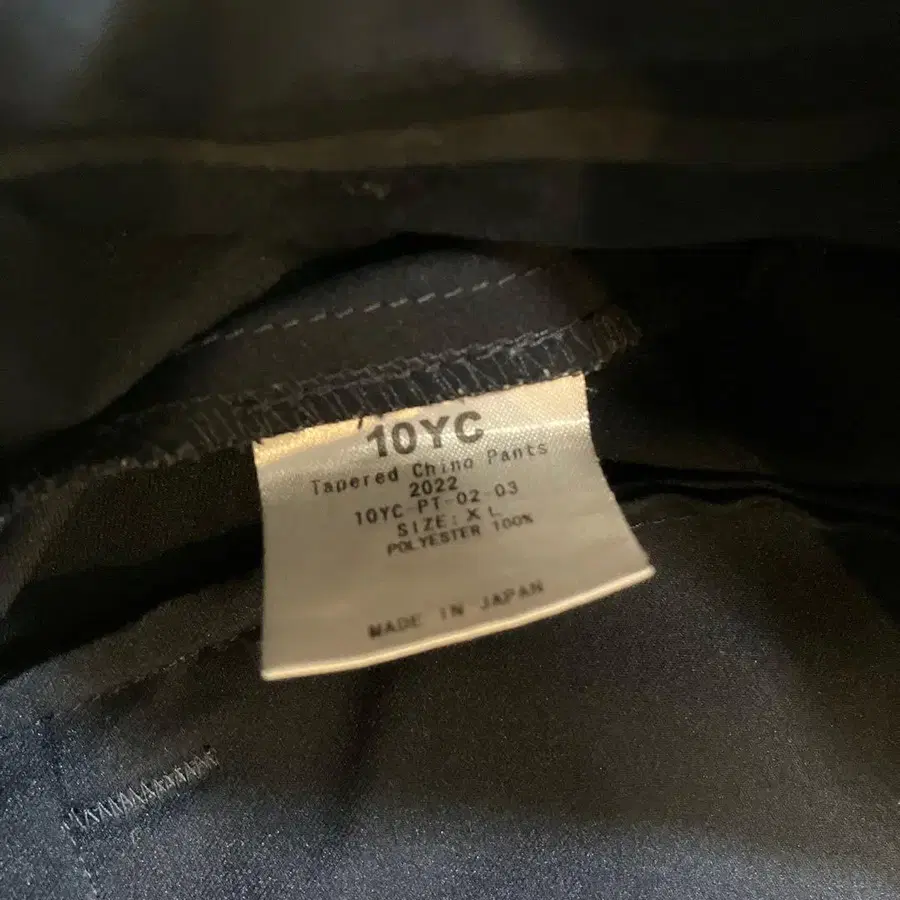 10YC
Tapered Chino Pants
2022
10YC-PT-02-03
SIZE: XL
POLYESTER 100%
MADE IN JAPAN